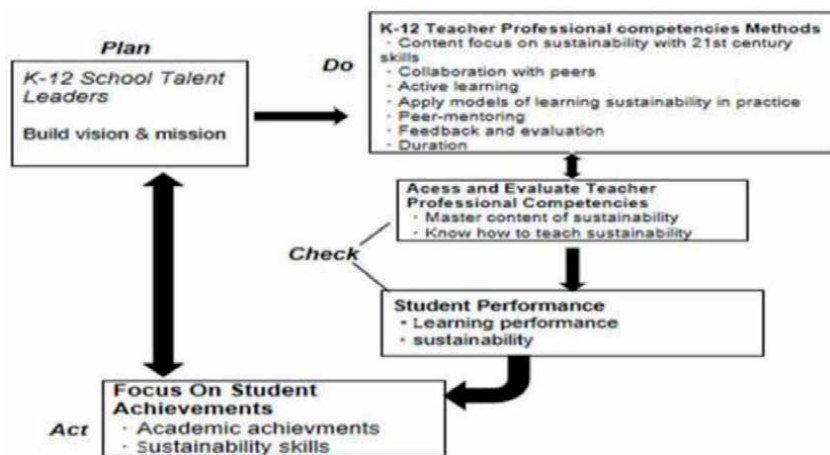 Plan
K-12 School Talent
Leaders
Build vision & mission
Do
K-12 Teacher Professional competencies Methods
· Content focus on sustainability with 21st century
skills
· Collaboration with peers
· Active learning
· Apply models of learning sustainability in practice
· Peer-mentoring
· Feedback and evaluation
· Duration
Acess and Evaluate Teacher
Professional Competencies
· Master content of sustainability
· Know how to teach sustainability
Check
Student Performance
· Learning performance
· sustainability
Focus On Student
Achievements
· Academic achievments
· Sustainability skills
Act